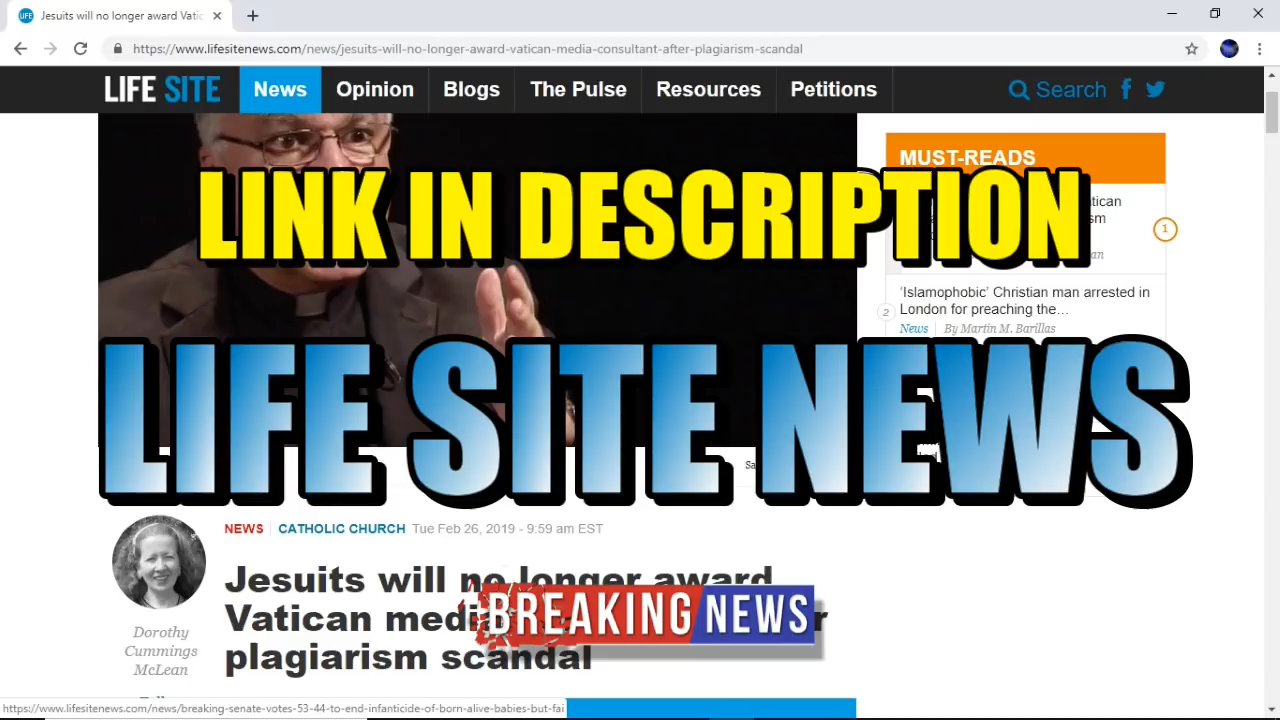 Jesuits will no longer award Vatic
https://www.lifesitenews.com/news/jesuits-will-no-longer-award-vatican-media-consultant-after-plagiarism-scandal
LIFE SITE News Opinion Blogs The Pulse Resources Petitions Search
MUST-READS
LINK IN DESCRIPTION
1
'Islamophobic' Christian man arrested in
London for preaching the…
2
News By Martin M. Barillas
LIFE SITE NEWS
NEWS CATHOLIC CHURCH Tue Feb 26, 2019 - 9:59 am EST
Jesuits will no longer award
Vatican
plagiarism scandal
BREAKING NEWS
Dorothy
Cummings
McLean
https://www.lifesitenews.com/news/breaking-senate-votes-53-44-to-end-infanticide-of-born-alive-babies-but-fai